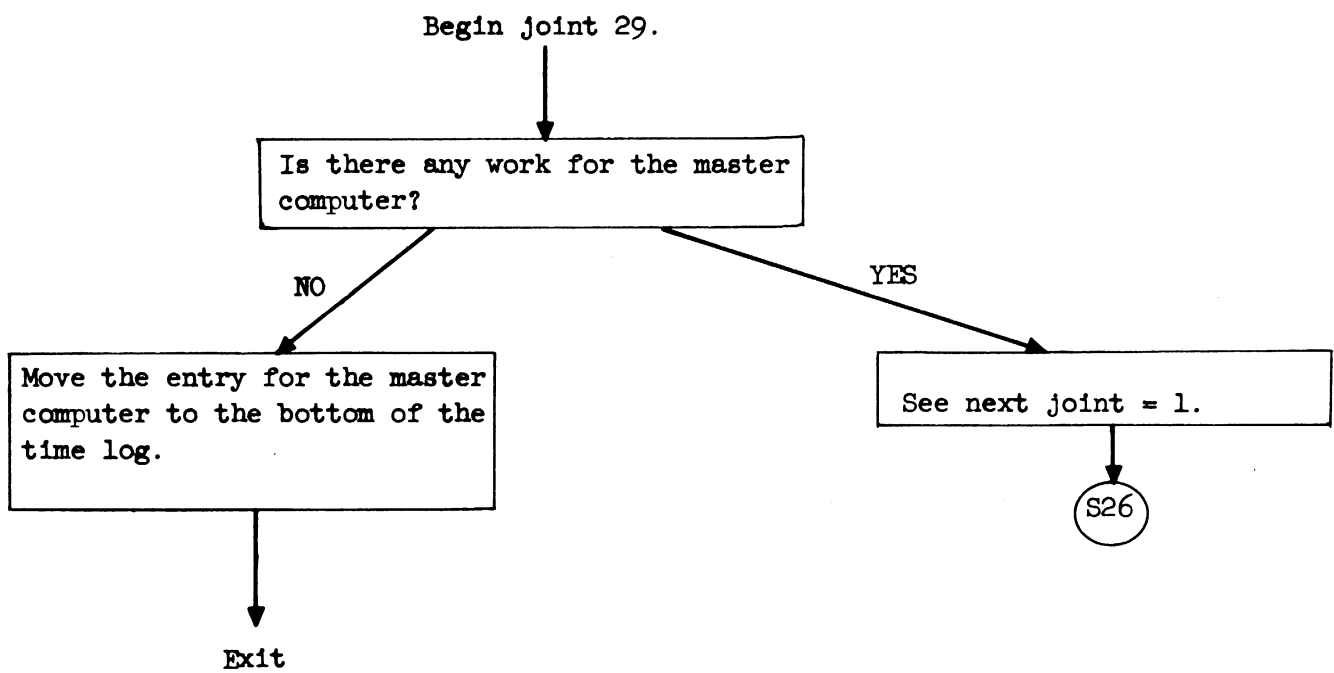 Begin joint 29.
Is there any work for the master
computer?
NO
YES
Move the entry for the master
computer to the bottom of the
time log.
See next joint = 1.
S26
Exit